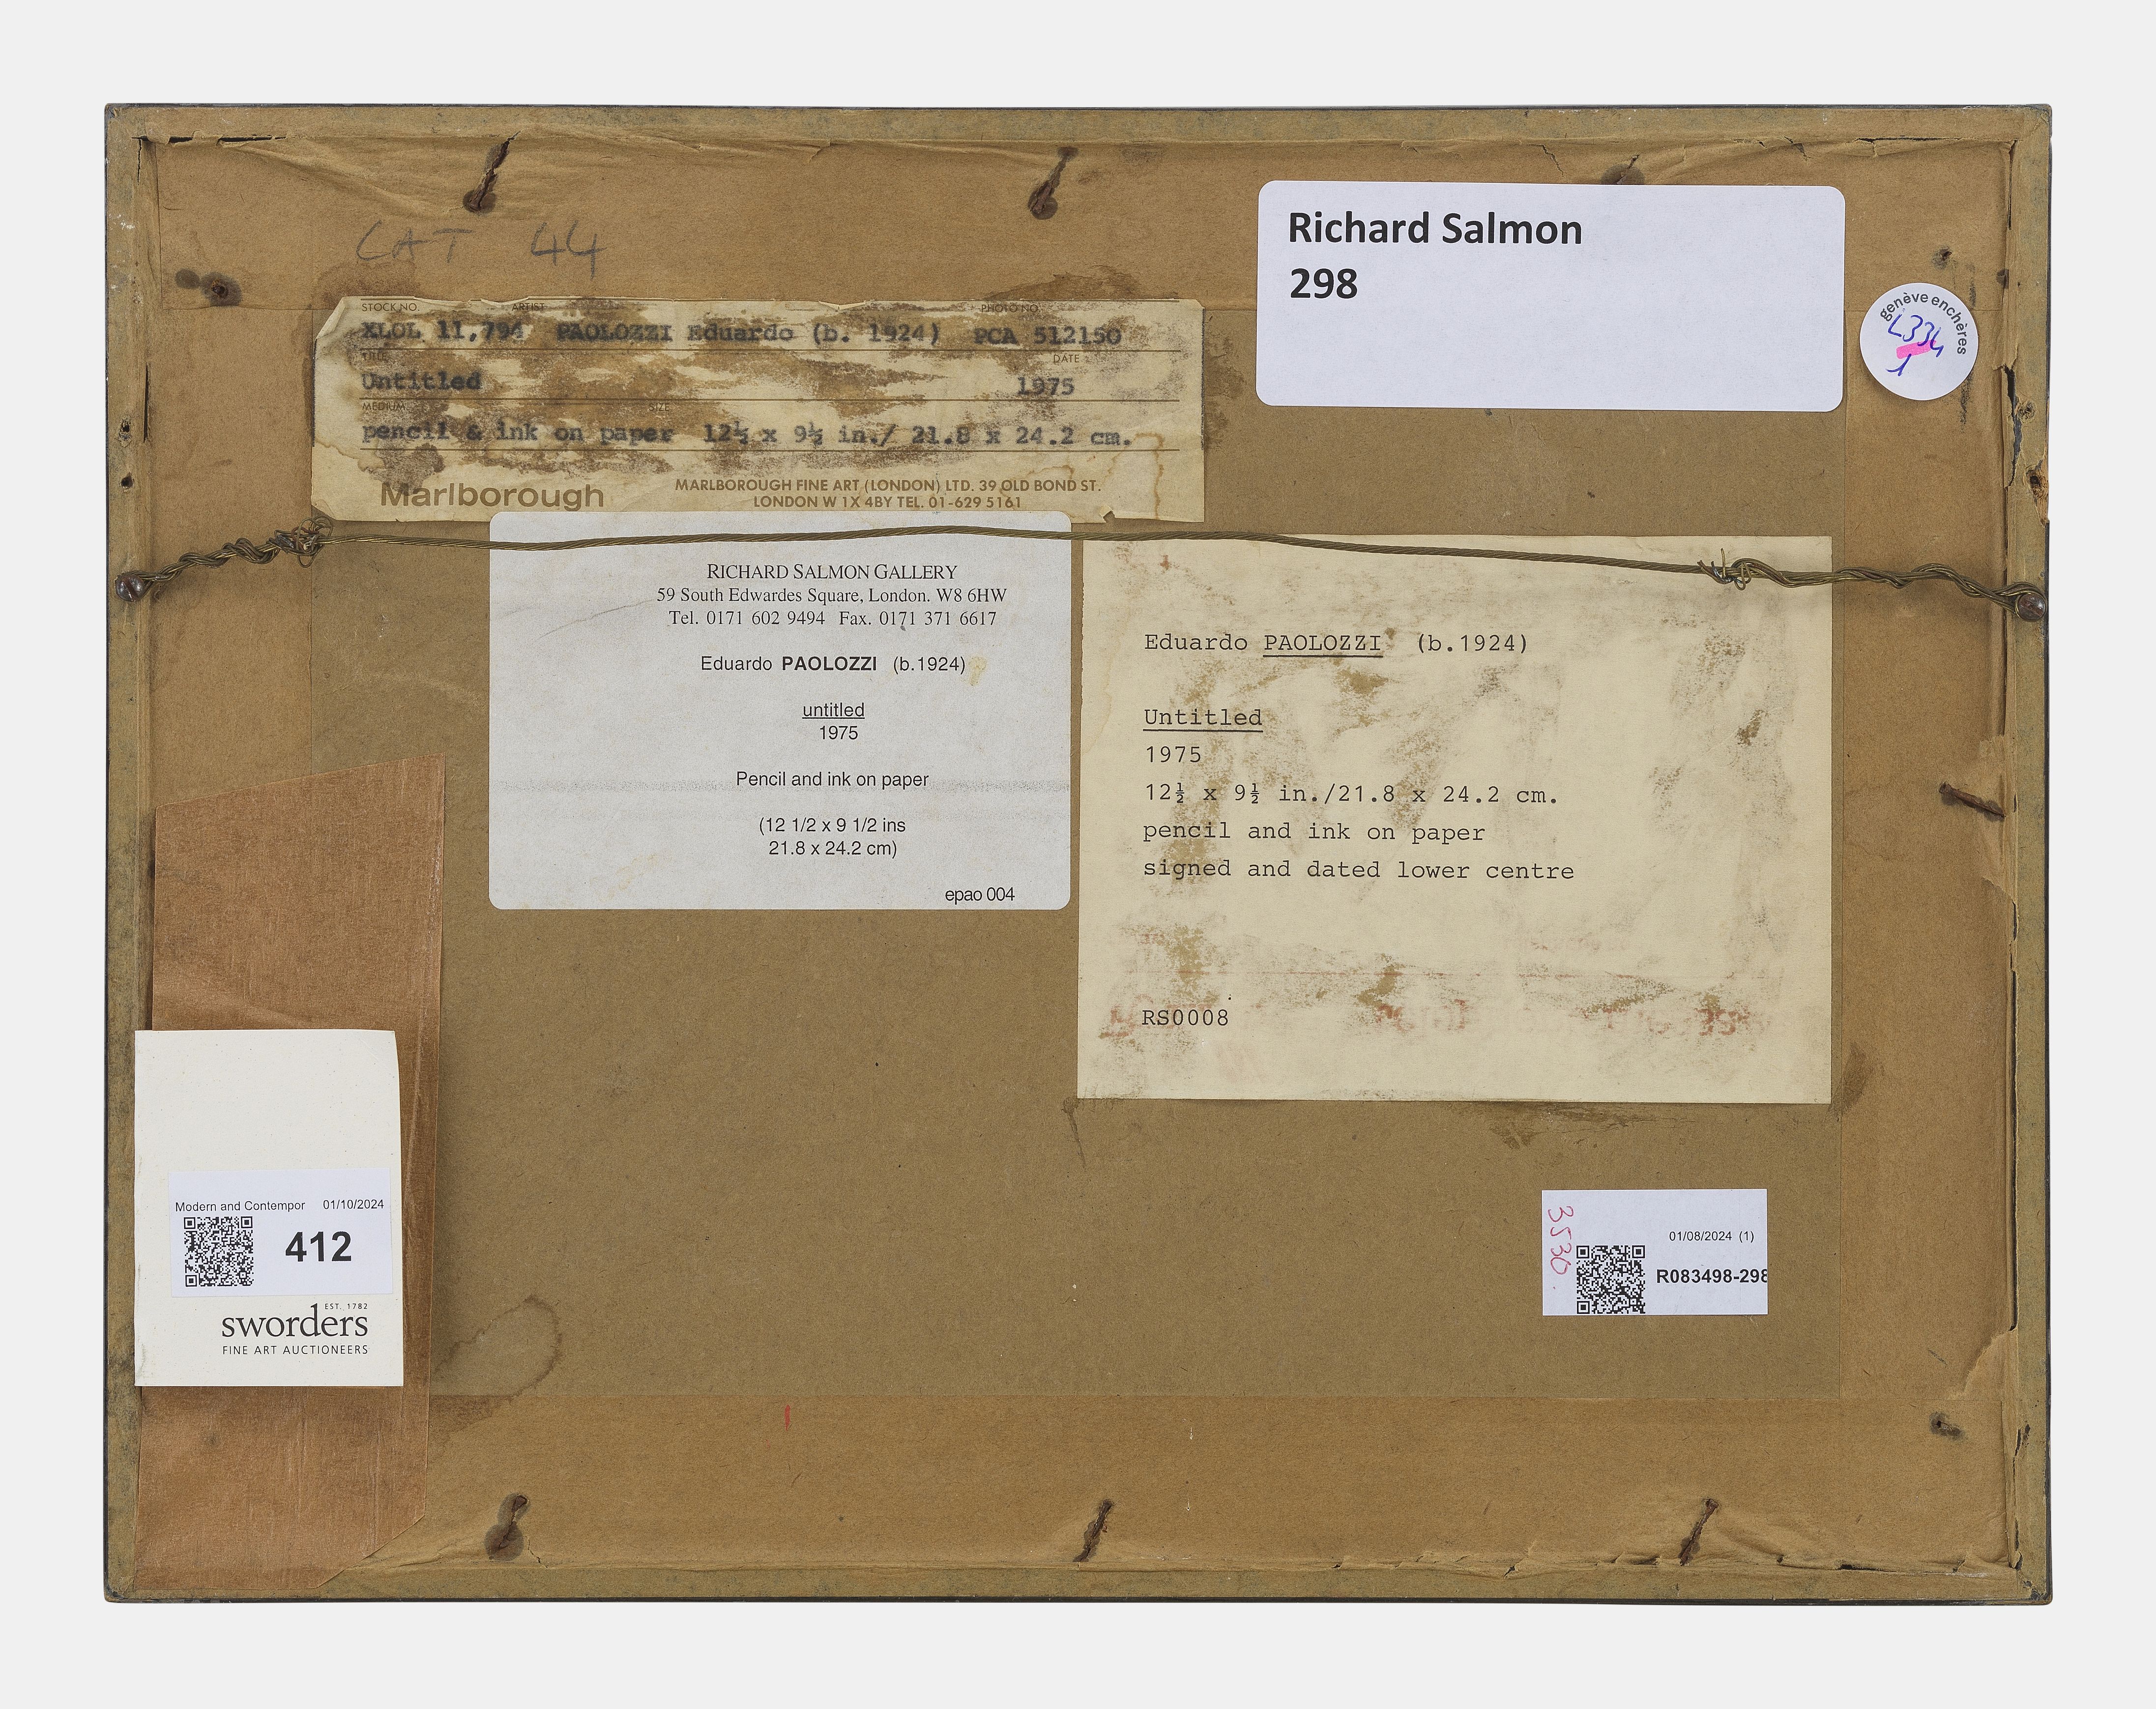 CAT 44
STOCK NO. ARTIST PHOTO NO.
XLOL 11,794 PAOLOZZI Eduardo (b. 1924) PCA 512150
TITLE DATE
Untitled 1975
MEDIUM SIZE
pencil & ink on paper 12½ x 9½ in./ 21.8 x 24.2 cm.
Marlborough
MARLBOROUGH FINE ART (LONDON) LTD. 39 OLD BOND ST.
LONDON W 1X 4BY TEL. 01-629 5161
Richard Salmon
298
genève enchères
L334
1
RICHARD SALMON GALLERY
59 South Edwardes Square, London. W8 6HW
Tel. 0171 602 9494 Fax. 0171 371 6617
Eduardo PAOLOZZI (b.1924)
untitled
1975
Pencil and ink on paper
(12 1/2 x 9 1/2 ins
21.8 x 24.2 cm)
epao 004
Eduardo PAOLOZZI (b.1924)
Untitled
1975
12½ x 9½ in./21.8 x 24.2 cm.
pencil and ink on paper
signed and dated lower centre
RS0008
Modern and Contempor 01/10/2024
412
EST. 1782
sworders
FINE ART AUCTIONEERS
3536
01/08/2024 (1)
R083498-298